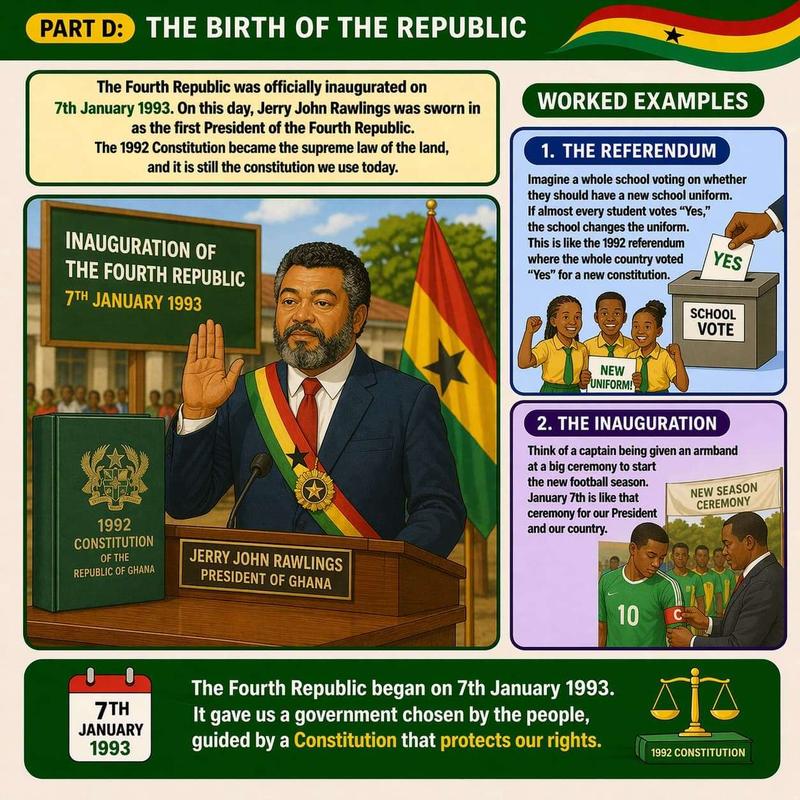 PART D: THE BIRTH OF THE REPUBLIC
The Fourth Republic was officially inaugurated on
7th January 1993. On this day, Jerry John Rawlings was sworn in
as the first President of the Fourth Republic.
The 1992 Constitution became the supreme law of the land,
and it is still the constitution we use today.
INAUGURATION OF
THE FOURTH REPUBLIC
7TH JANUARY 1993
1992
CONSTITUTION
OF THE
REPUBLIC OF GHANA
JERRY JOHN RAWLINGS
PRESIDENT OF GHANA
WORKED EXAMPLES
1. THE REFERENDUM
Imagine a whole school voting on whether
they should have a new school uniform.
If almost every student votes “Yes,”
the school changes the uniform.
This is like the 1992 referendum
where the whole country voted
“Yes” for a new constitution.
YES
SCHOOL
VOTE
NEW
UNIFORM!
2. THE INAUGURATION
Think of a captain being given an armband
at a big ceremony to start
the new football season.
January 7th is like that
ceremony for our President
and our country.
NEW SEASON
CEREMONY
10
C
7TH
JANUARY
1993
The Fourth Republic began on 7th January 1993.
It gave us a government chosen by the people,
guided by a Constitution that protects our rights.
1992 CONSTITUTION